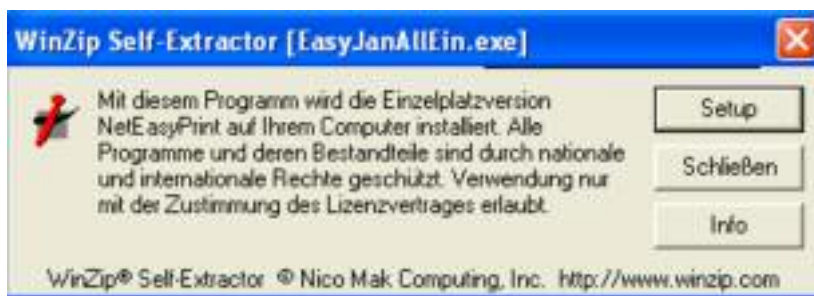 WinZip Self-Extractor [EasyJanAllEin.exe]
Mit diesem Programm wird die Einzelplatzversion
NetEasyPrint auf Ihrem Computer installiert. Alle
Programme und deren Bestandteile sind durch nationale
und internationale Rechte geschützt. Verwendung nur
mit der Zustimmung des Lizenzvertrages erlaubt.
Setup
Schließen
Info
WinZip® Self-Extractor © Nico Mak Computing, Inc. http://www.winzip.com